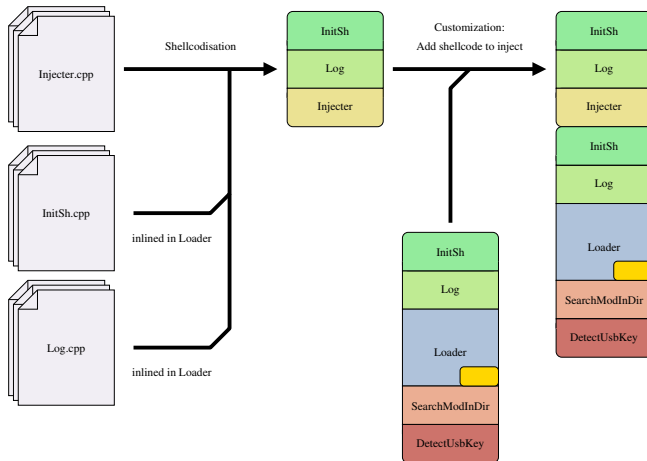 Shellcodisation
Customization:
Add shellcode to inject
Injecter.cpp
InitSh
Log
Injecter
InitSh
Log
Injecter
InitSh
Log
Loader
SearchModInDir
DetectUsbKey
InitSh.cpp
inlined in Loader
Log.cpp
inlined in Loader
InitSh
Log
Loader
SearchModInDir
DetectUsbKey